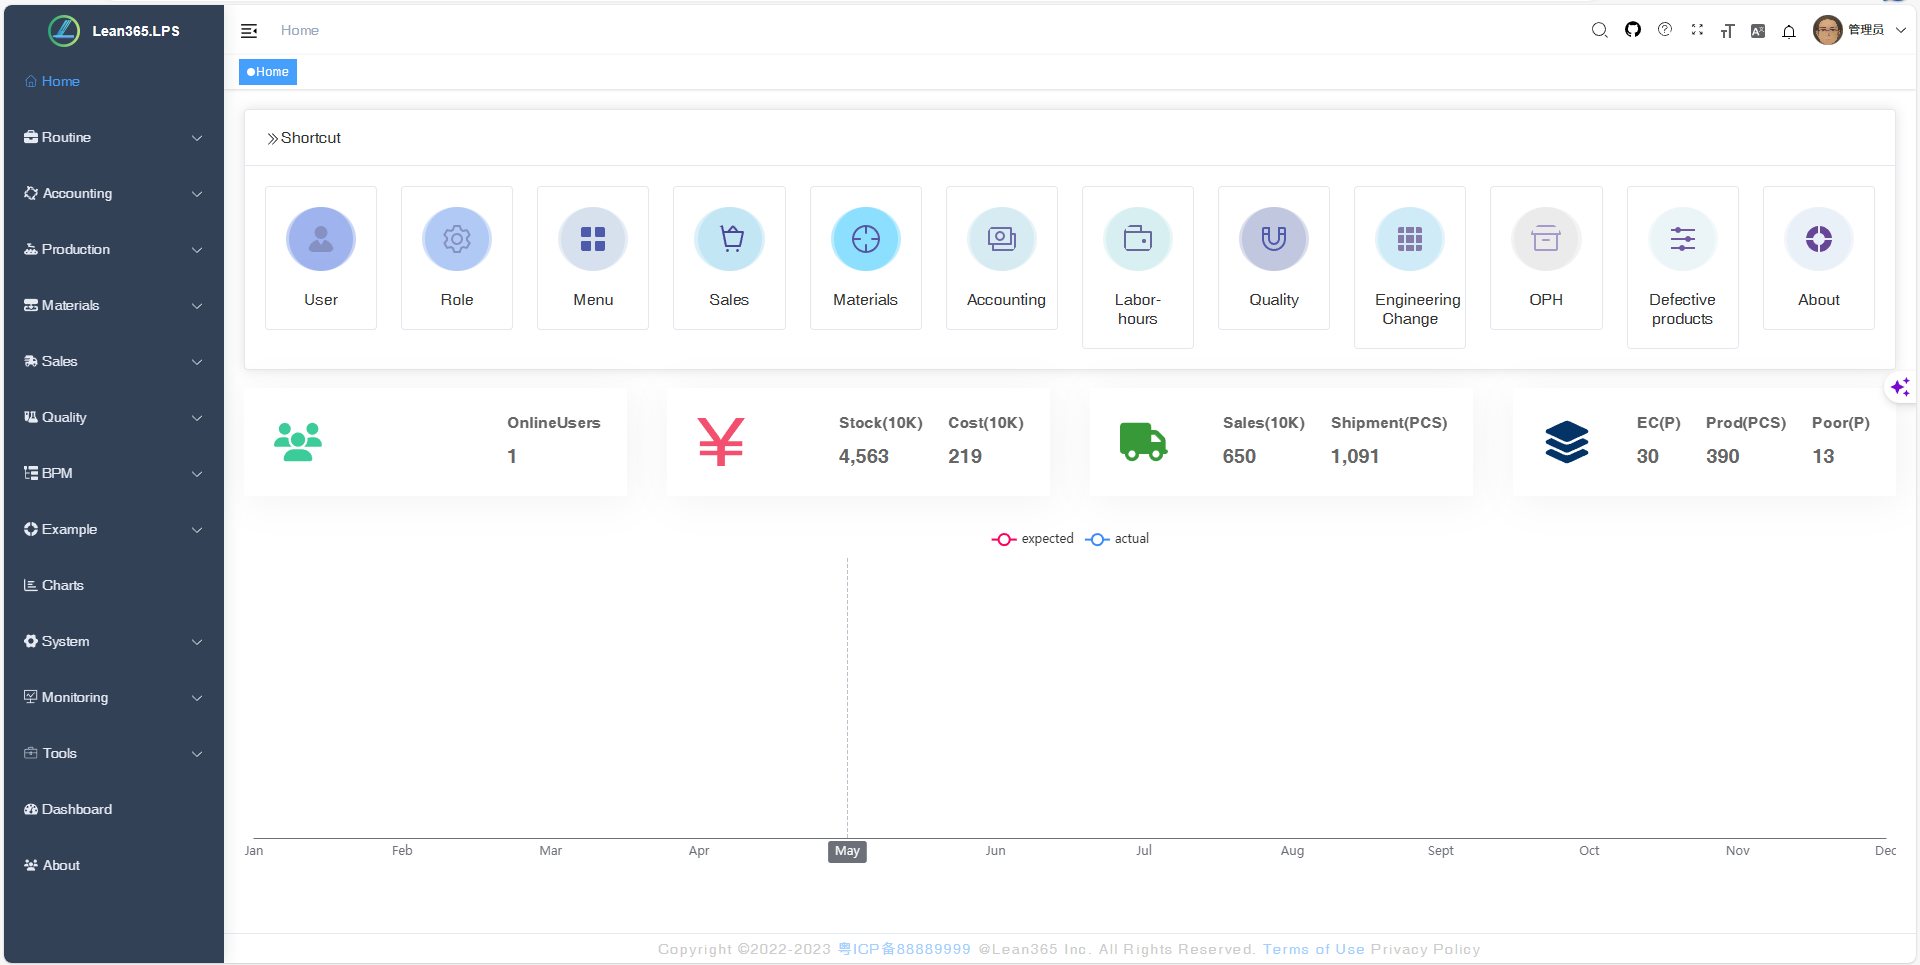 Lean365.LPS
Home
Routine
Accounting
Production
Materials
Sales
Quality
BPM
Example
Charts
System
Monitoring
Tools
Dashboard
About
Home
管理员
Home
Shortcut
User
Role
Menu
Sales
Materials
Accounting
Labor-
hours
Quality
Engineering
Change
OPH
Defective
products
About
OnlineUsers
1
Stock(10K) Cost(10K)
4,563 219
Sales(10K) Shipment(PCS)
650 1,091
EC(P) Prod(PCS) Poor(P)
30 390 13
expected actual
Jan Feb Mar Apr May Jun Jul Aug Sept Oct Nov Dec
Copyright ©2022-2023 粤ICP备88889999 @Lean365 Inc. All Rights Reserved. Terms of Use Privacy Policy